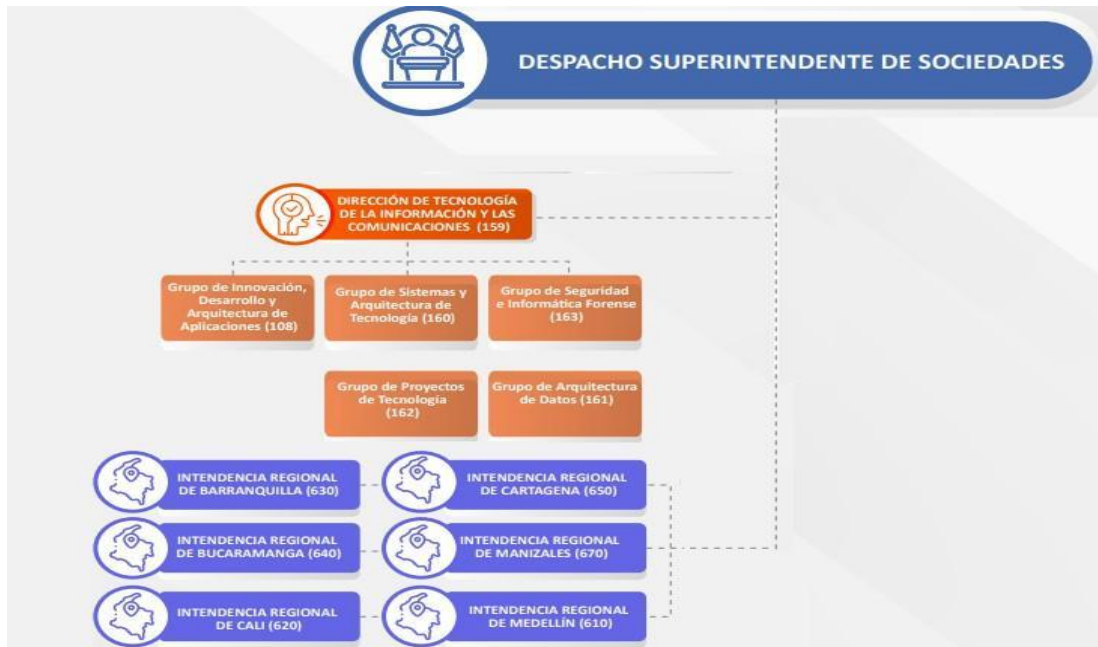 DESPACHO SUPERINTENDENTE DE SOCIEDADES
DIRECCIÓN DE TECNOLOGÍA
DE LA INFORMACIÓN Y LAS
COMUNICACIONES (159)
Grupo de Innovación,
Desarrollo y
Arquitectura de
Aplicaciones (108)
Grupo de Sistemas y
Arquitectura de
Tecnología (160)
Grupo de Seguridad
e Informática Forense
(163)
Grupo de Proyectos
de Tecnología
(162)
Grupo de Arquitectura
de Datos (161)
INTENDENCIA REGIONAL
DE BARRANQUILLA (630)
INTENDENCIA REGIONAL
DE CARTAGENA (650)
INTENDENCIA REGIONAL
DE BUCARAMANGA (640)
INTENDENCIA REGIONAL
DE MANIZALES (670)
INTENDENCIA REGIONAL
DE CALI (620)
INTENDENCIA REGIONAL
DE MEDELLÍN (610)